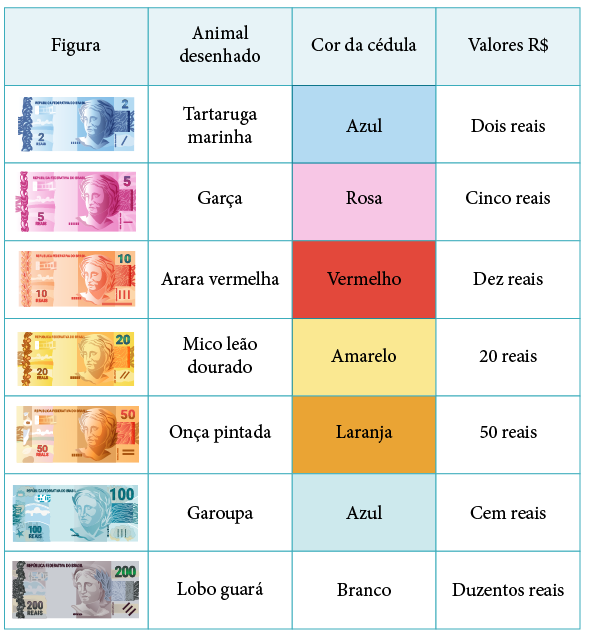 Figura
Animal
desenhado
Cor da cédula
Valores R$
REPÚBLICA FEDERATIVA DO BRASIL
2
2
REAIS
Tartaruga
marinha
Azul
Dois reais
REPÚBLICA FEDERATIVA DO BRASIL
5
5
REAIS
Garça
Rosa
Cinco reais
REPÚBLICA FEDERATIVA DO BRASIL
10
10
REAIS
Arara vermelha
Vermelho
Dez reais
REPÚBLICA FEDERATIVA DO BRASIL
20
20
REAIS
Mico leão
dourado
Amarelo
20 reais
REPÚBLICA FEDERATIVA DO BRASIL
50
50
REAIS
Onça pintada
Laranja
50 reais
REPÚBLICA FEDERATIVA DO BRASIL
100
100
REAIS
Garoupa
Azul
Cem reais
REPÚBLICA FEDERATIVA DO BRASIL
200
200
REAIS
Lobo guará
Branco
Duzentos reais